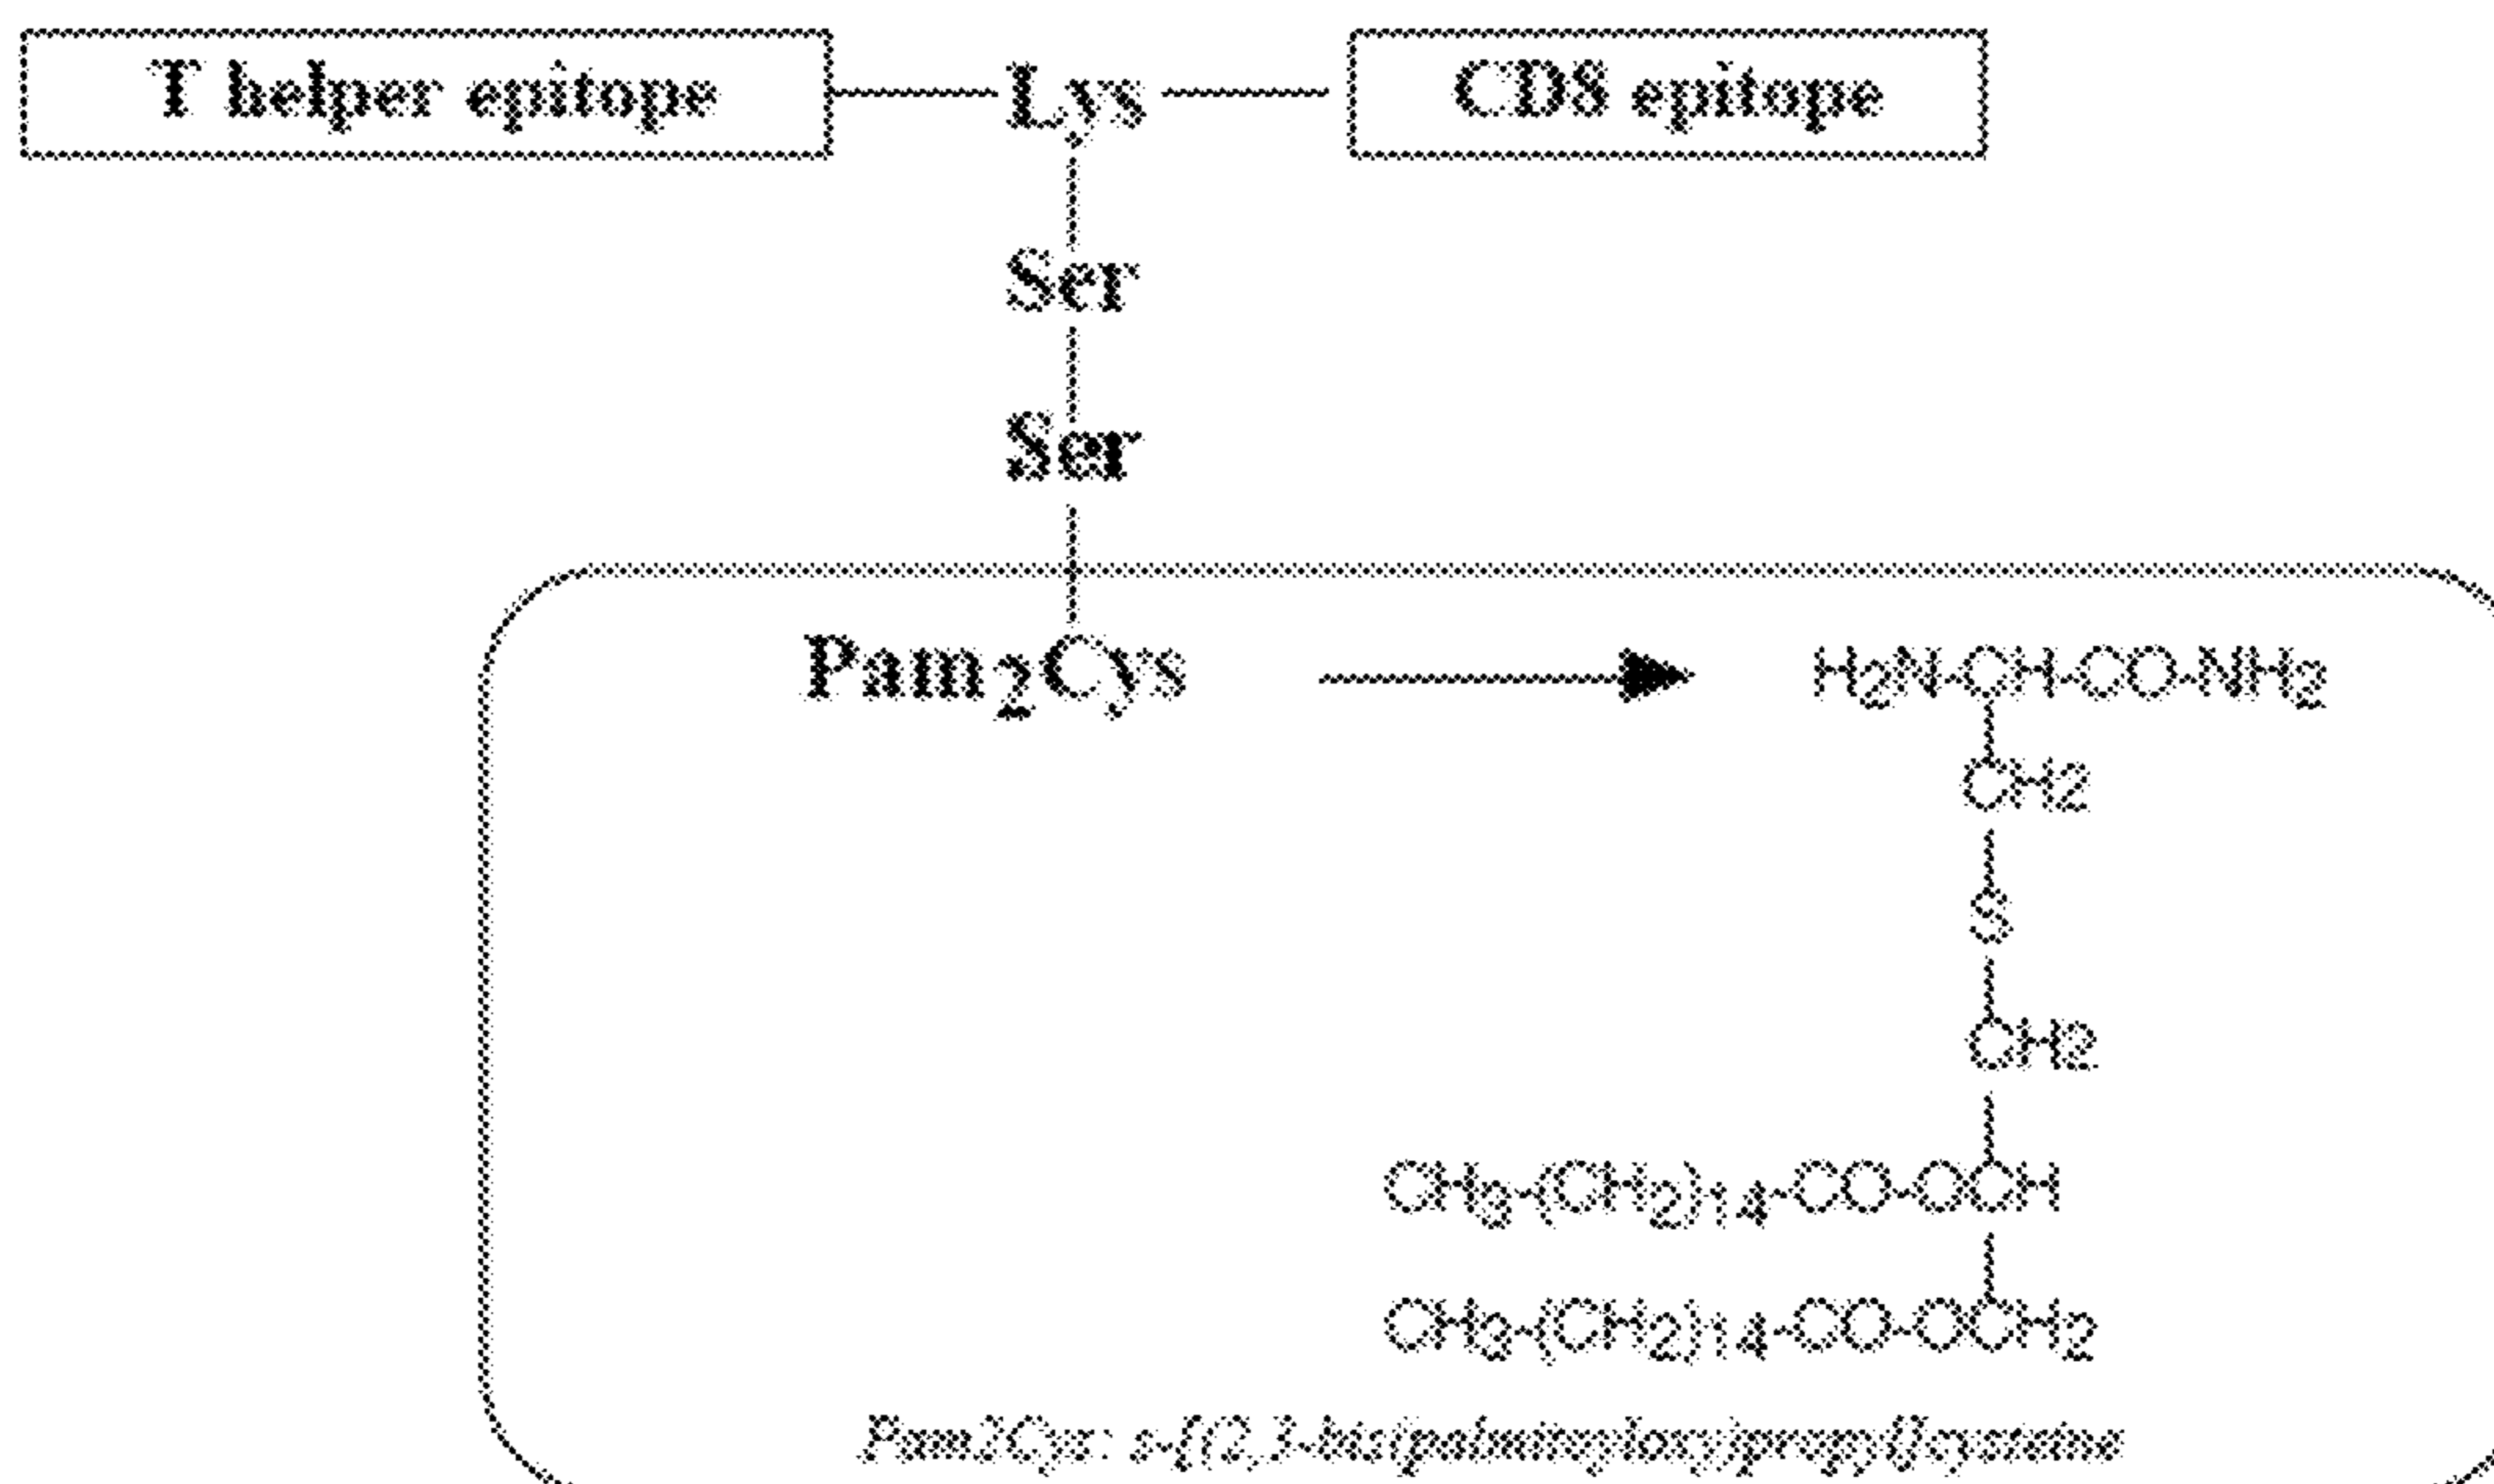 T helper epitope Lys CD8 epitope
Ser
Ser
Pam2Cys H2N-CH-CO-NH2
CH2
S
CH2
CH3-(CH2)14-CO-OCH
CH3-(CH2)14-CO-OCH2
Pam2Cys: s-[2,3-bis(palmitoyloxy)propyl]cysteine